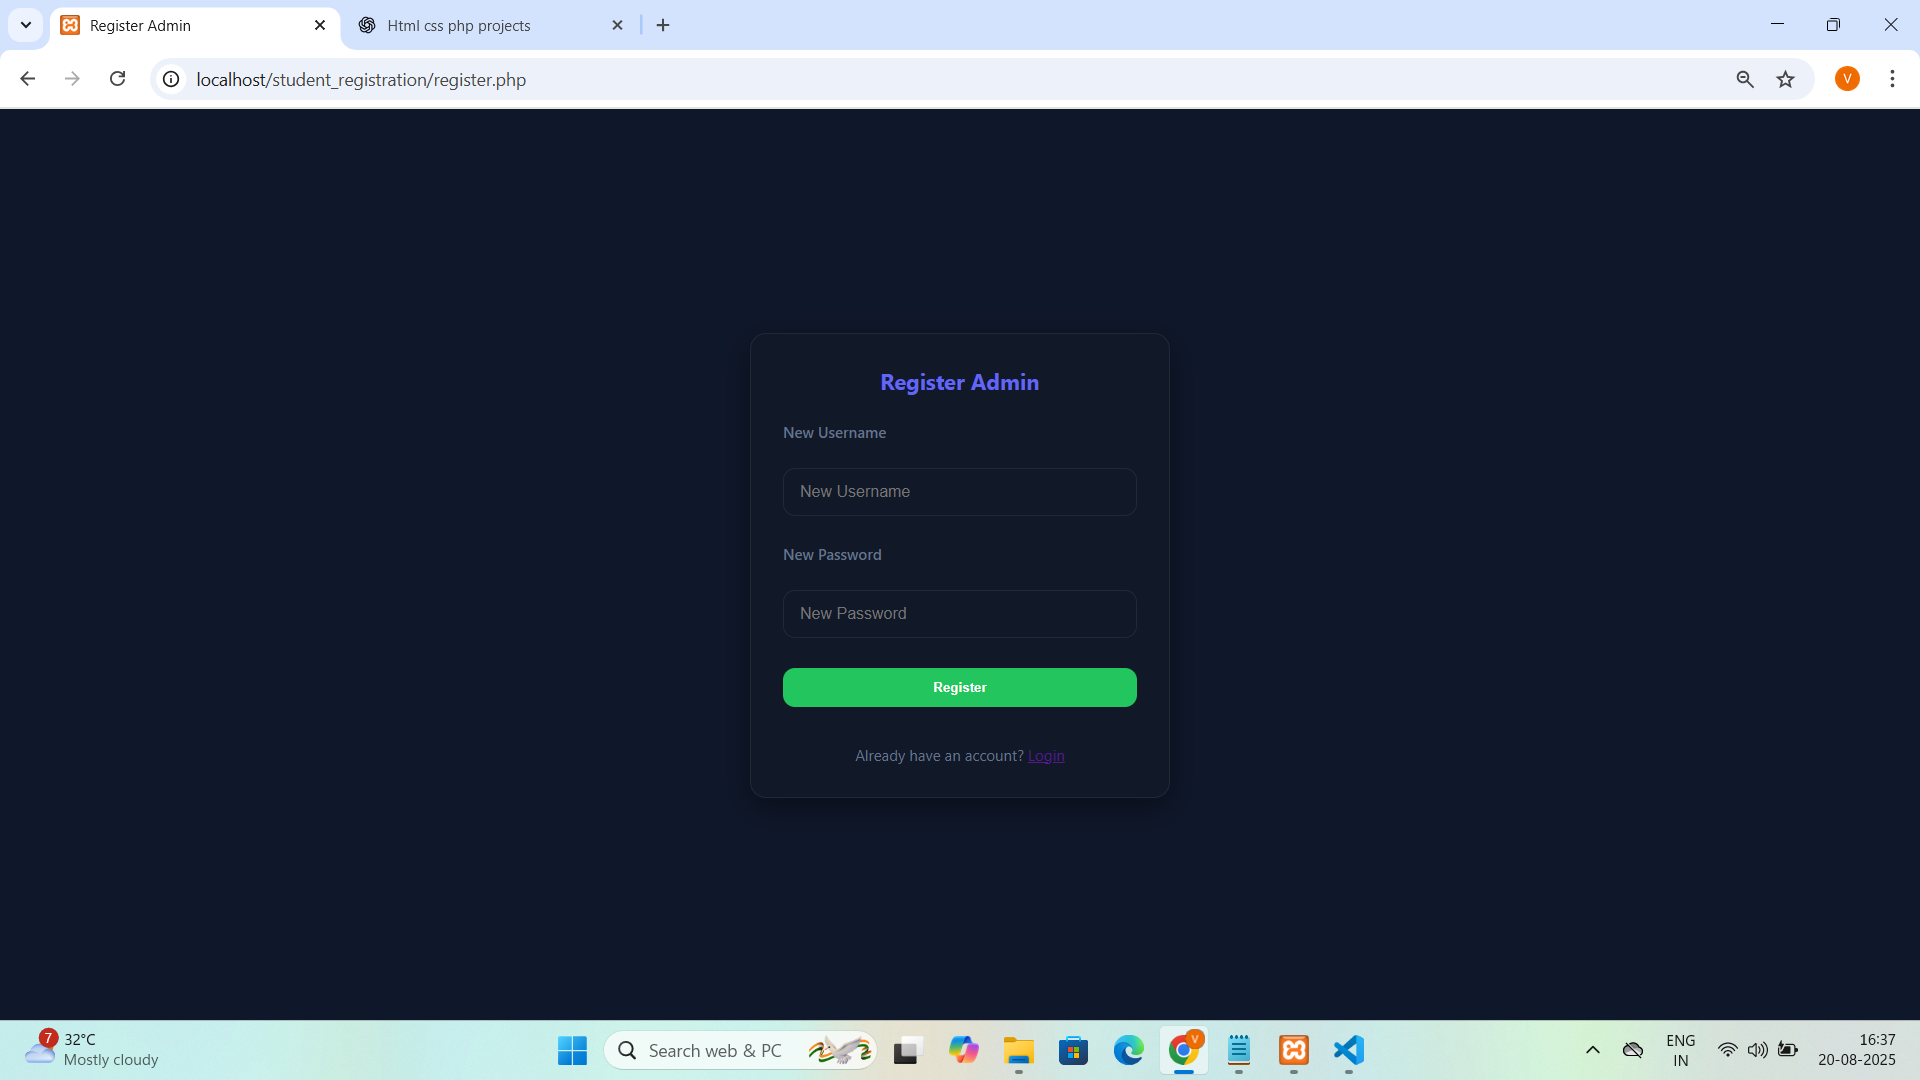 Register Admin
Html css php projects
localhost/student_registration/register.php
V
Register Admin
New Username
New Username
New Password
New Password
Register
Already have an account? Login
7
32°C
Mostly cloudy
Search web & PC
V
ENG
IN
16:37
20-08-2025